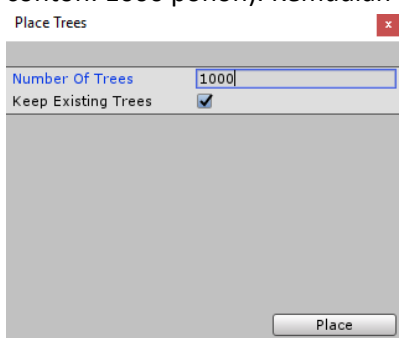 Place Trees
x
Number Of Trees 1000
Keep Existing Trees
Place